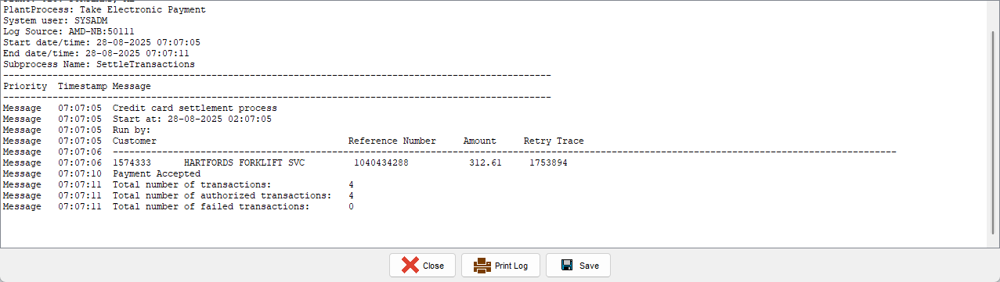 PlantProcess: Take Electronic Payment
System user: SYSADM
Log Source: AMD-NB:50111
Start date/time: 28-08-2025 07:07:05
End date/time: 28-08-2025 07:07:11
Subprocess Name: SettleTransactions
----------------------------------------------------------------------------------------------------
Priority  Timestamp Message
----------------------------------------------------------------------------------------------------
Message   07:07:05  Credit card settlement process
Message   07:07:05  Start at: 28-08-2025 02:07:05
Message   07:07:05  Run by:
Message   07:07:05  Customer                                   Reference Number     Amount     Retry Trace
Message   07:07:06  -----------------------------------------------------------------------------------------------------------------------------------------------
Message   07:07:06  1574333      HARTFORDS FORKLIFT SVC         1040434288           312.61     1753894
Message   07:07:10  Payment Accepted
Message   07:07:11  Total number of transactions:              4
Message   07:07:11  Total number of authorized transactions:   4
Message   07:07:11  Total number of failed transactions:       0
Close Print Log Save